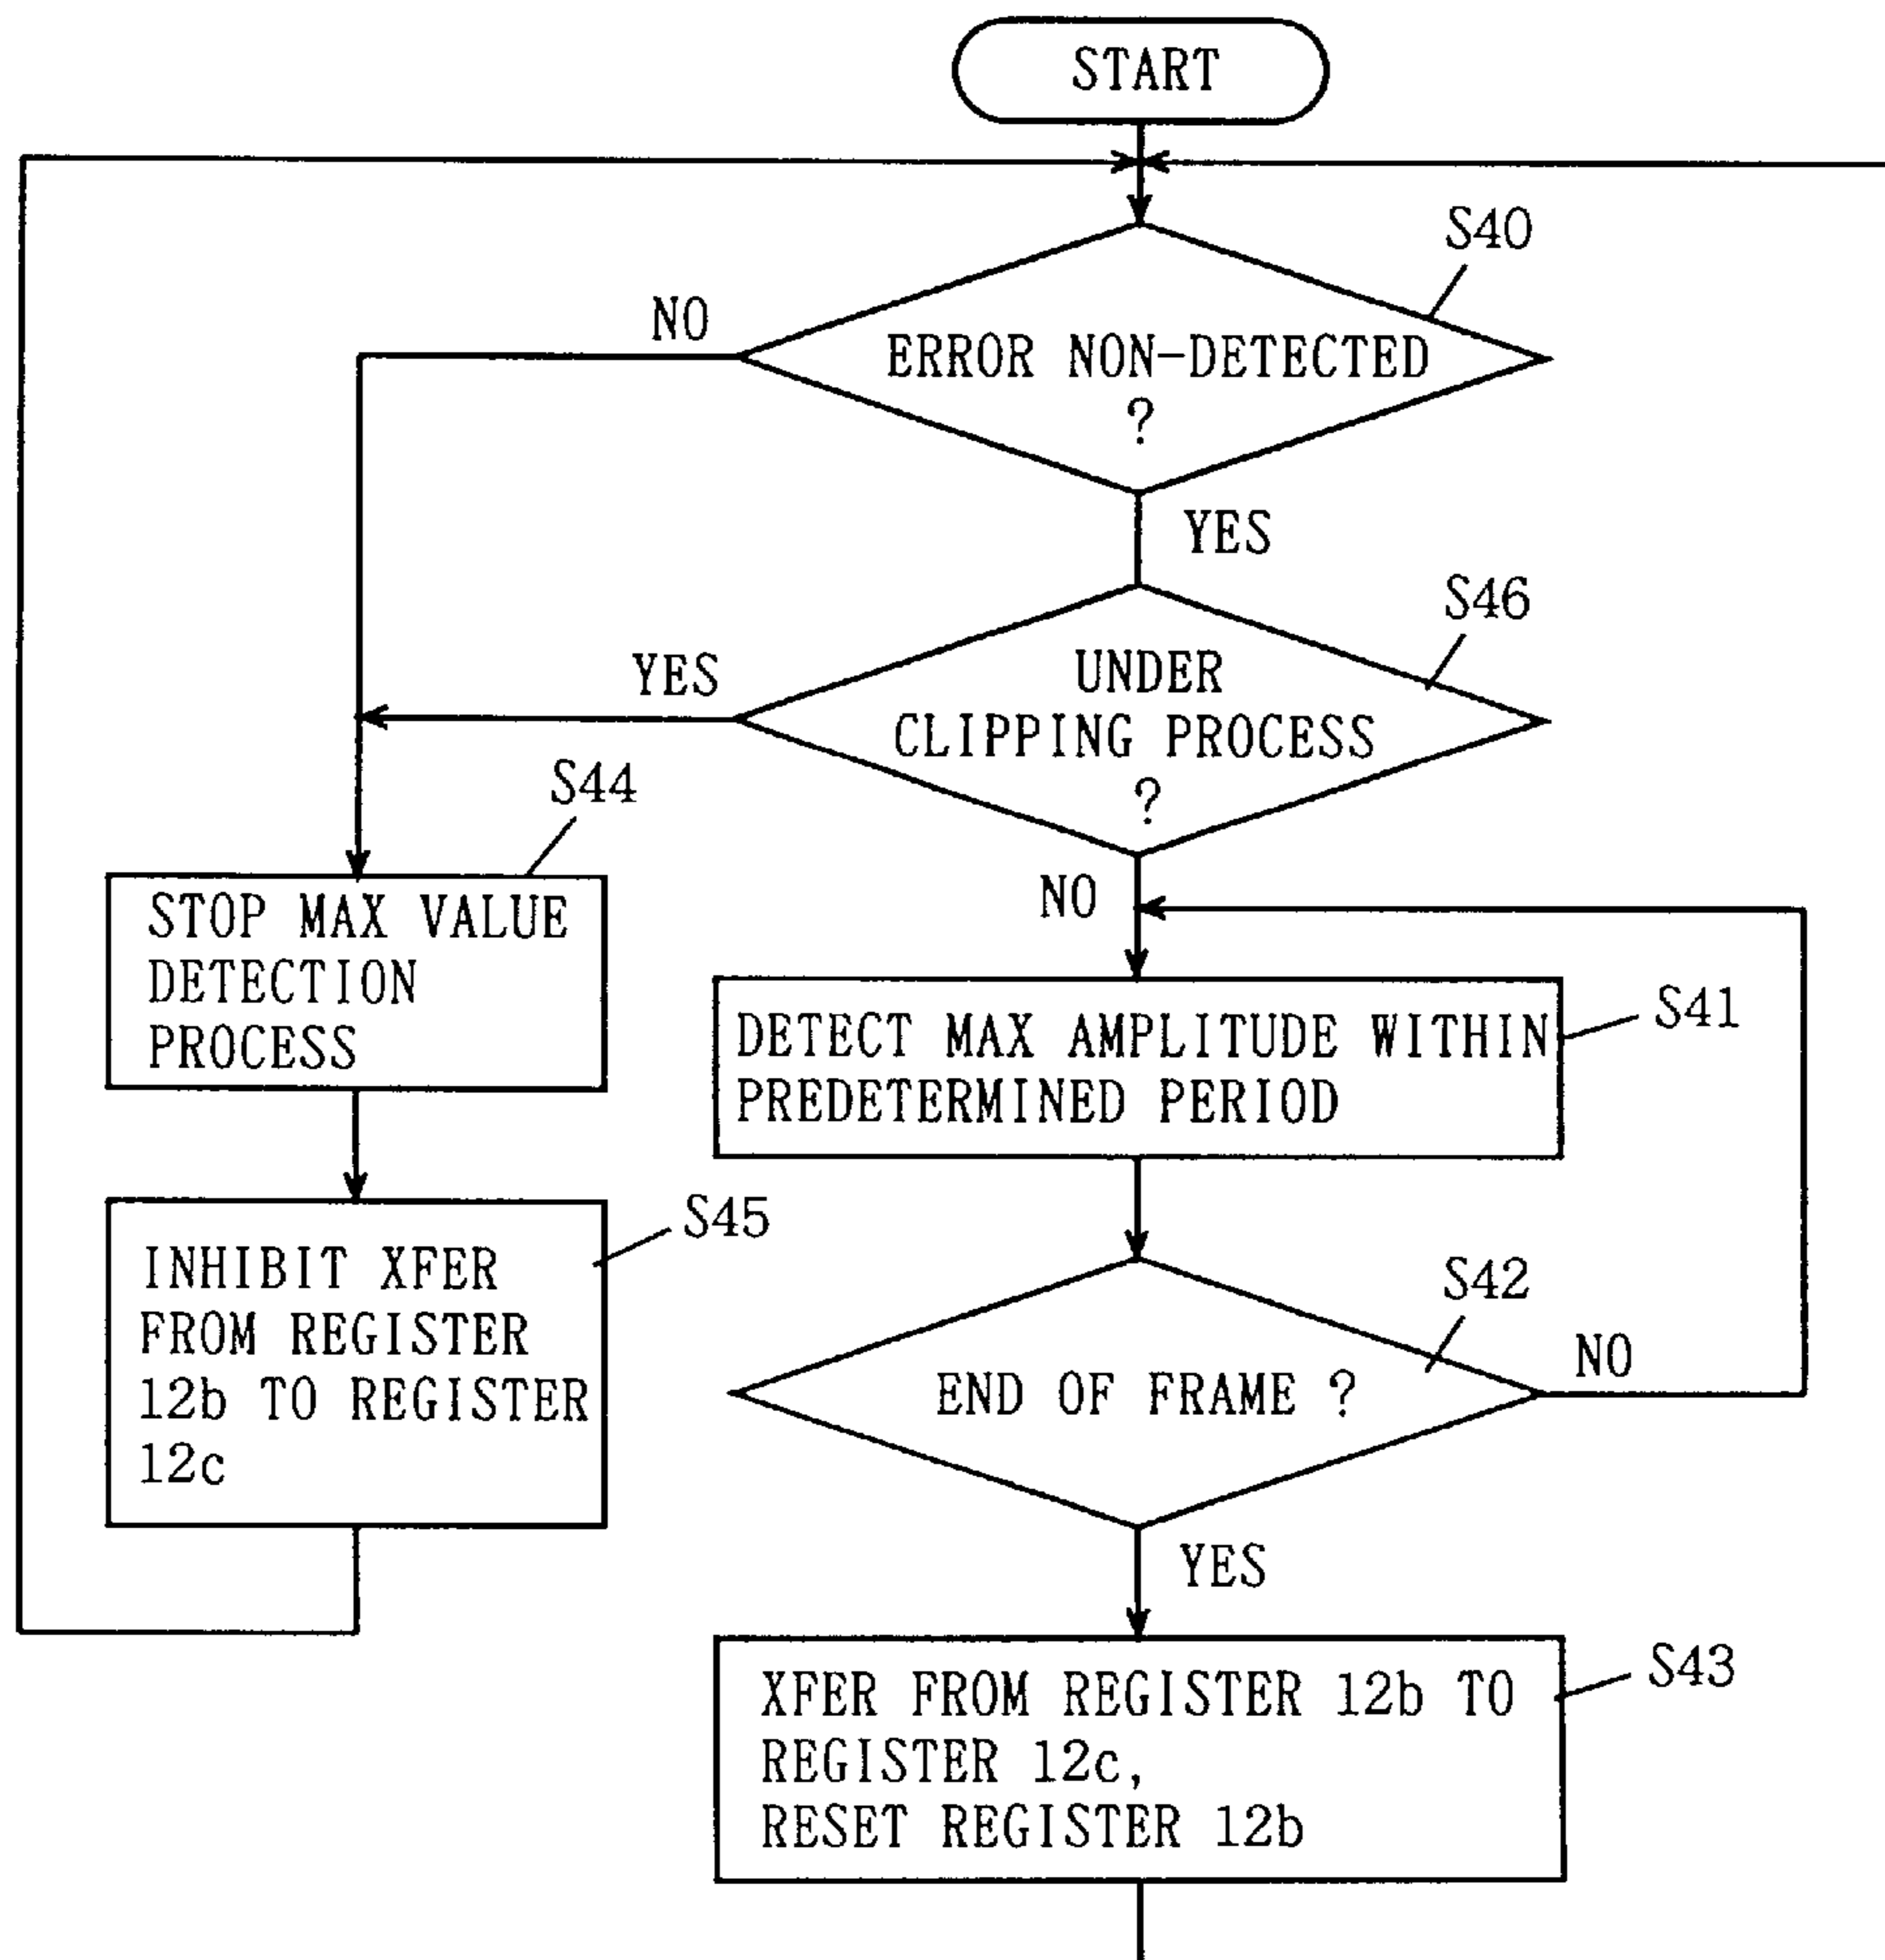 START
S40
NO
ERROR NON-DETECTED
?
YES
S46
YES
UNDER
CLIPPING PROCESS
?
S44
NO
STOP MAX VALUE
DETECTION
PROCESS
S41
DETECT MAX AMPLITUDE WITHIN
PREDETERMINED PERIOD
S45
INHIBIT XFER
FROM REGISTER
12b TO REGISTER
12c
S42
NO
END OF FRAME ?
YES
S43
XFER FROM REGISTER 12b TO
REGISTER 12c,
RESET REGISTER 12b